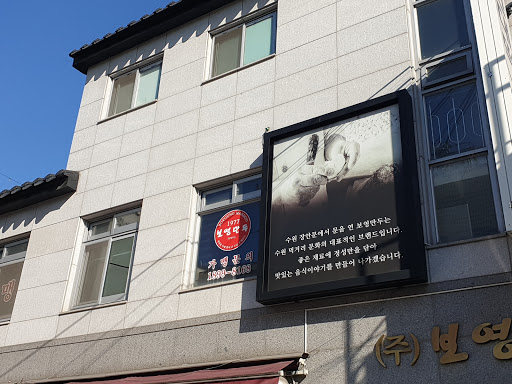 1977
보영만두
가맹문의
수원 장안문에서 문을 연 보영만두는
수원 먹거리 문화의 대표적인 브랜드입니다.
좋은 재료에 정성만을 담아
맛있는 음식이야기를 만들어 나가겠습니다.
맹
(주)보영